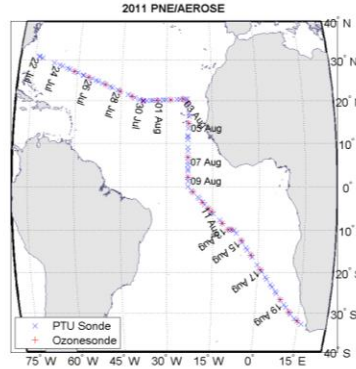 2011 PNE/AEROSE
40° N
30° N
20° N
10° N
0°
10° S
20° S
30° S
40° S
22 Jul
24 Jul
26 Jul
28 Jul
30 Jul
01 Aug
03 Aug
05 Aug
07 Aug
09 Aug
11 Aug
13 Aug
15 Aug
17 Aug
19 Aug
PTU Sonde
Ozonesonde
75° W
60° W
45° W
30° W
15° W
0°
15° E